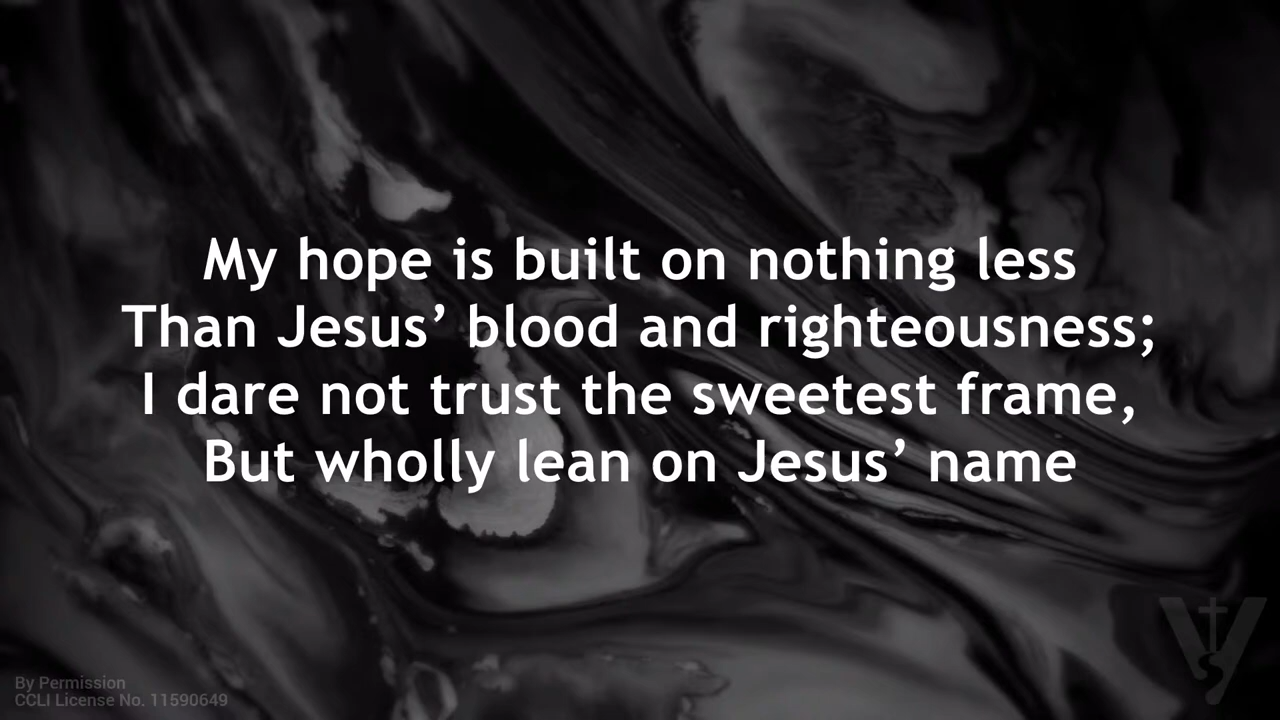 My hope is built on nothing less
Than Jesus’ blood and righteousness;
I dare not trust the sweetest frame,
But wholly lean on Jesus’ name
By Permission
CCLI License No. 11590649